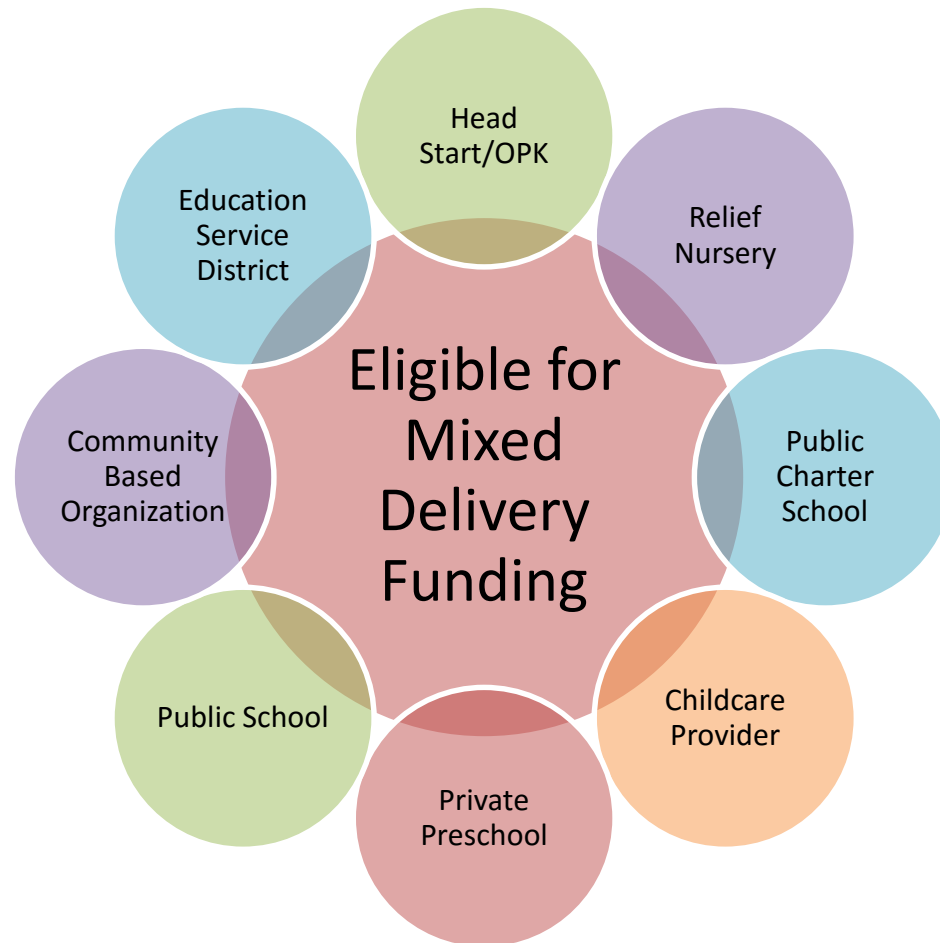 Head
Start/OPK
Relief
Nursery
Public
Charter
School
Childcare
Provider
Private
Preschool
Public School
Community
Based
Organization
Education
Service
District
Eligible for
Mixed
Delivery
Funding